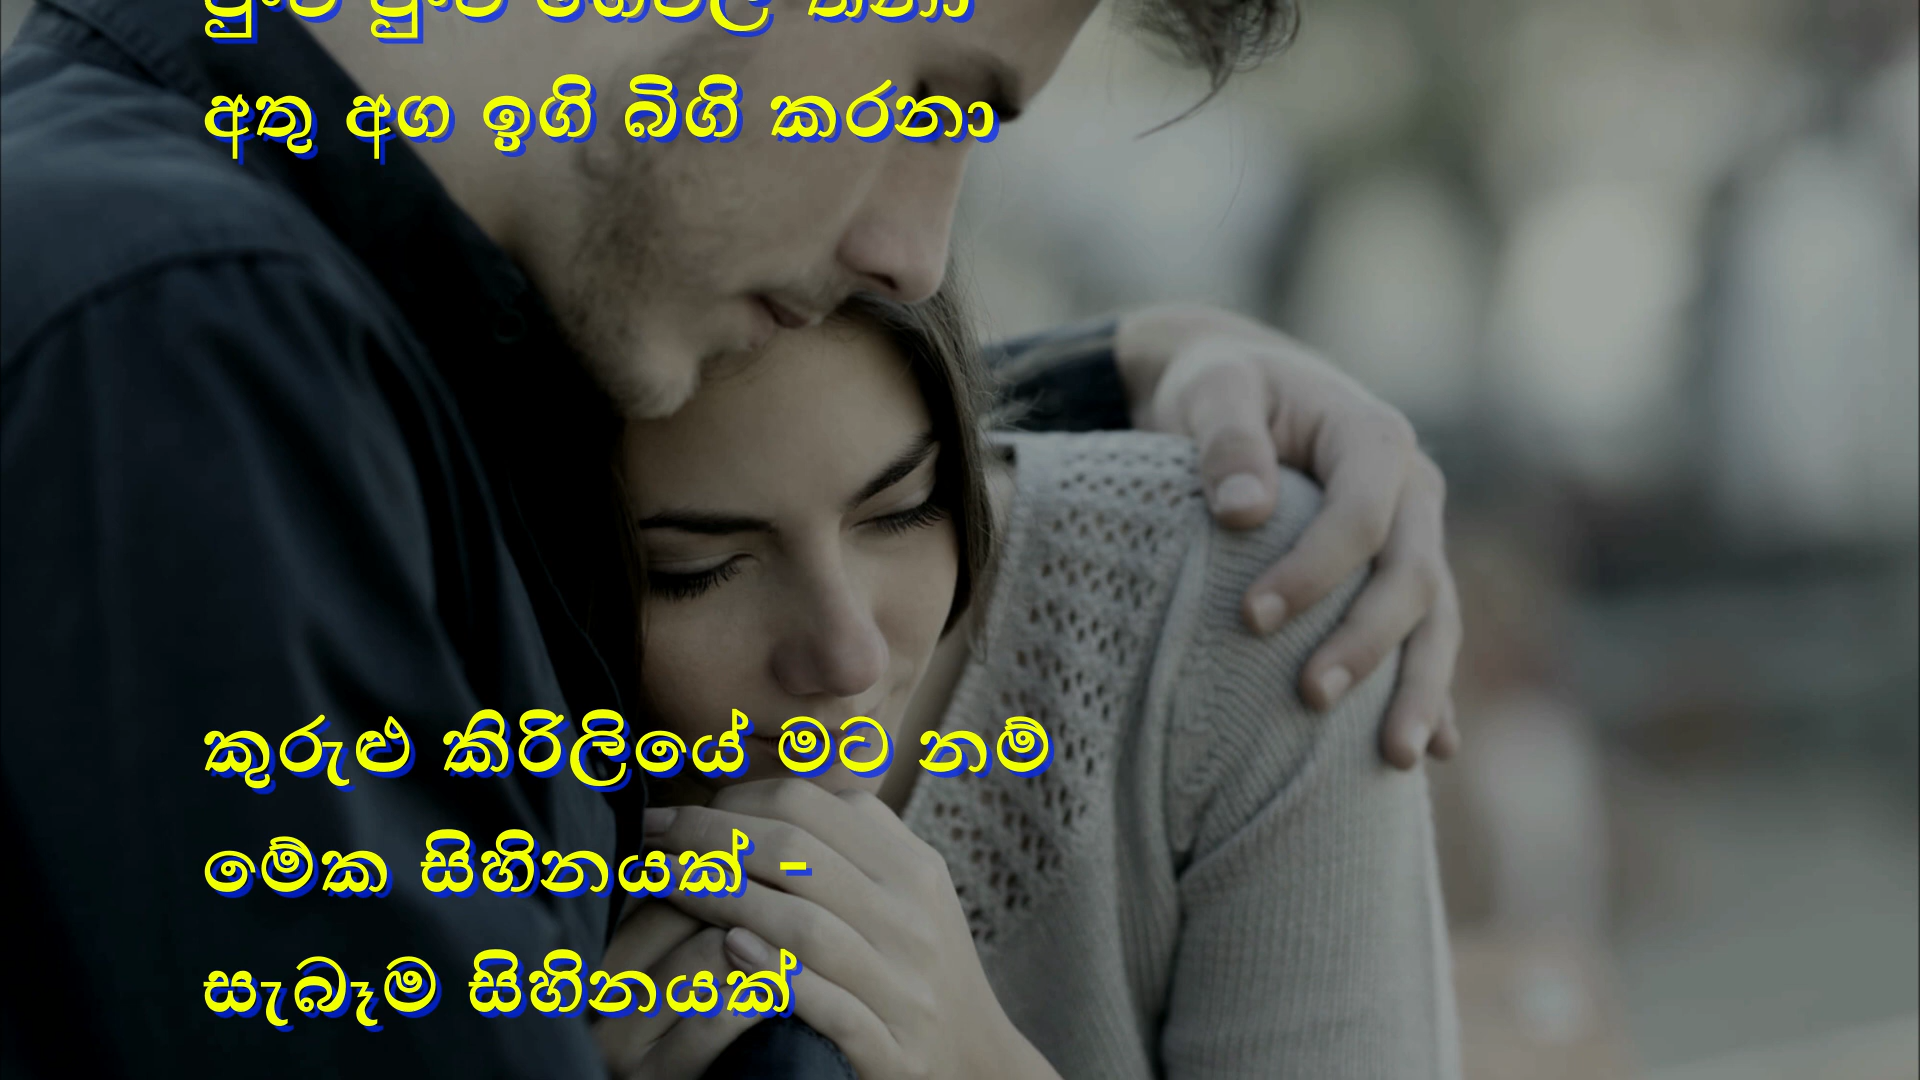 අතු අග ඉගි බිගි කරනා
කුරුළු කිරිලියේ මට නම්
මේක සිහිනයක් -
සැබෑම සිහිනයක්